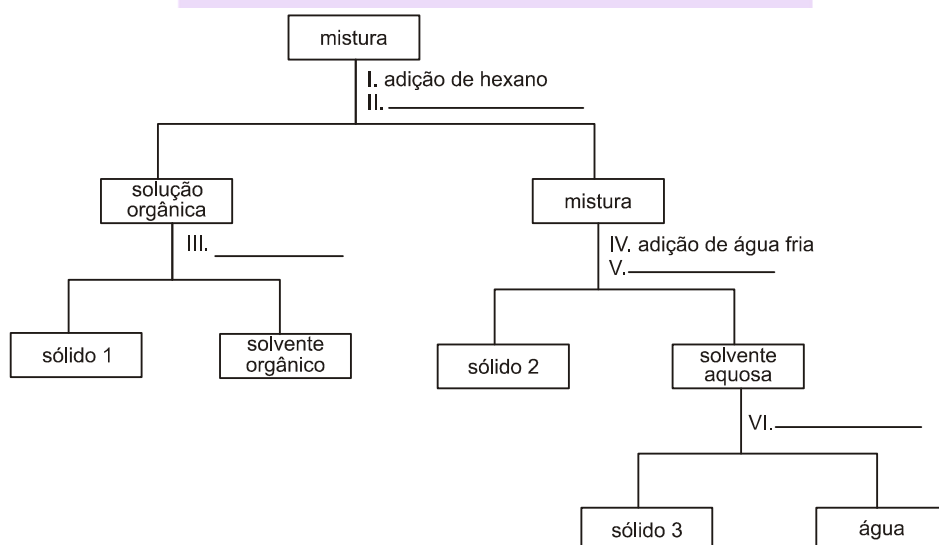 mistura
I. adição de hexano
II.
solução
orgânica
mistura
III.
IV. adição de água fria
V.
sólido 1
solvente
orgânico
sólido 2
solvente
aquosa
VI.
sólido 3
água